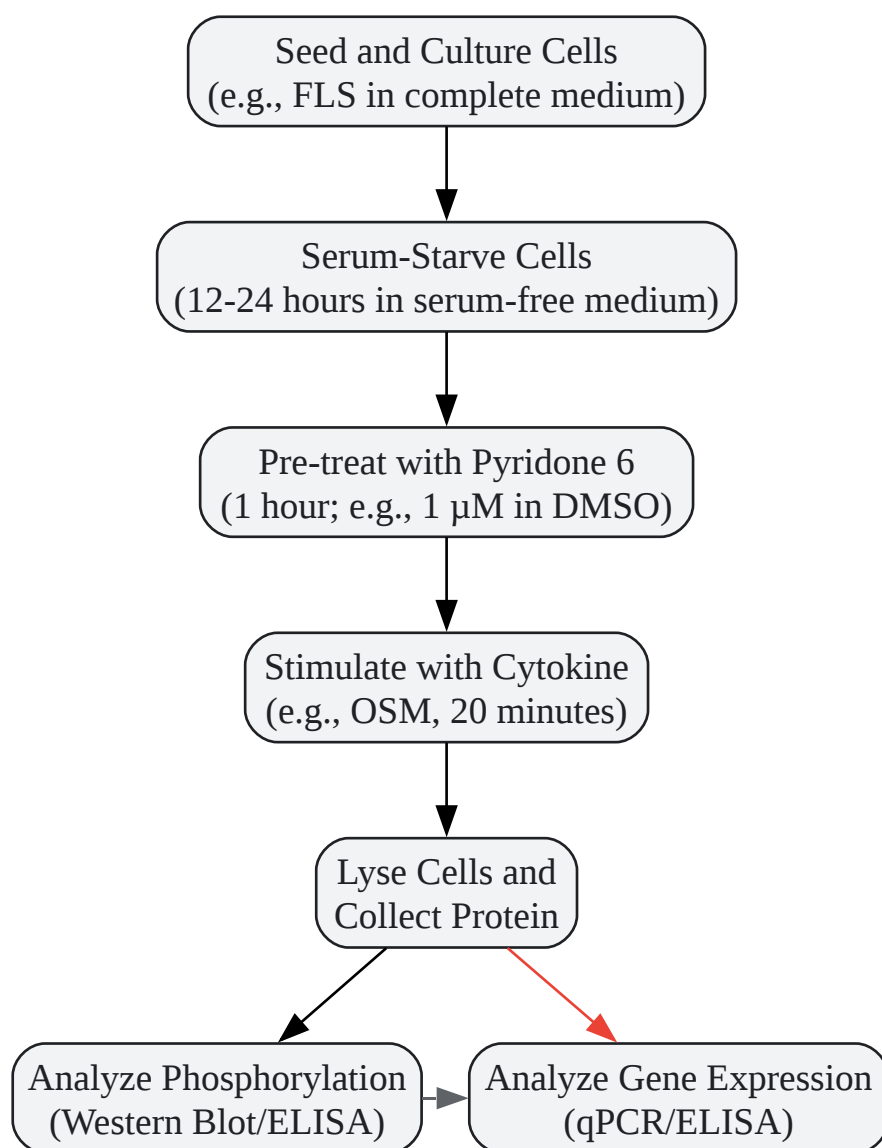 Seed and Culture Cells
(e.g., FLS in complete medium)
Serum-Starve Cells
(12-24 hours in serum-free medium)
Pre-treat with Pyridone 6
(1 hour; e.g., 1 µM in DMSO)
Stimulate with Cytokine
(e.g., OSM, 20 minutes)
Lyse Cells and
Collect Protein
Analyze Phosphorylation
(Western Blot/ELISA)
Analyze Gene Expression
(qPCR/ELISA)